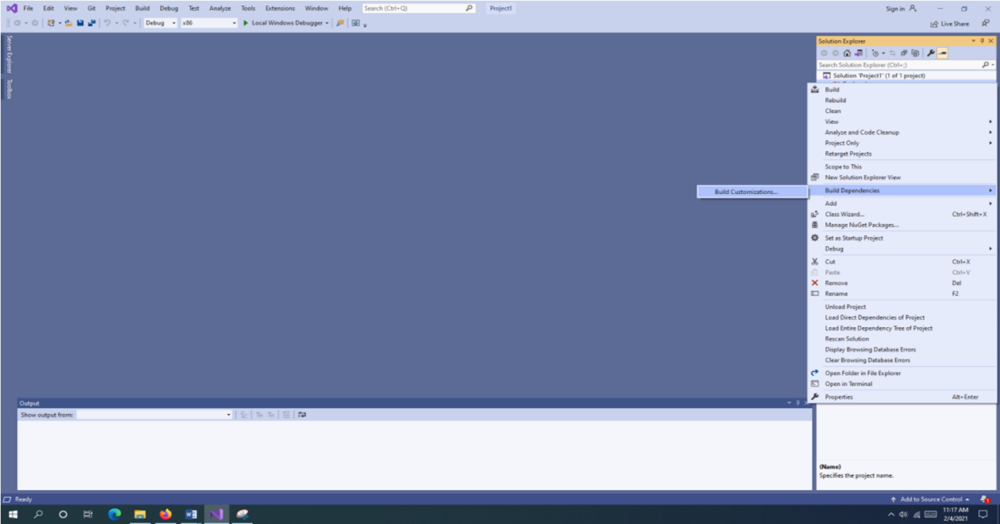 File Edit View Git Project Build Debug Test Analyze Tools Extensions Window Help Search (Ctrl+Q) Project1 Sign in
Debug x86 Local Windows Debugger Live Share
Server Explorer
Toolbox
Solution Explorer
Search Solution Explorer (Ctrl+;)
Solution 'Project1' (1 of 1 project)
Build
Rebuild
Clean
View
Analyze and Code Cleanup
Project Only
Retarget Projects
Scope to This
New Solution Explorer View
Build Dependencies
Build Customizations...
Add
Class Wizard... Ctrl+Shift+X
Manage NuGet Packages...
Set as Startup Project
Debug
Cut Ctrl+X
Paste Ctrl+V
Remove Del
Rename F2
Unload Project
Load Direct Dependencies of Project
Load Entire Dependency Tree of Project
Rescan Solution
Display Browsing Database Errors
Clear Browsing Database Errors
Open Folder in File Explorer
Open in Terminal
Properties Alt+Enter
Output
Show output from:
(Name)
Specifies the project name.
Ready Add to Source Control 1
11:17 AM
2/4/2021